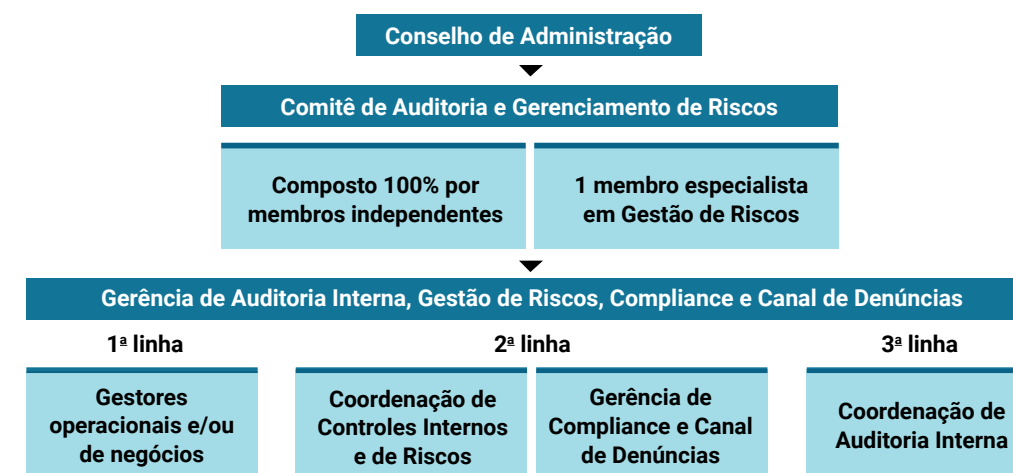 Conselho de Administração
Comitê de Auditoria e Gerenciamento de Riscos
Composto 100% por
membros independentes
1 membro especialista
em Gestão de Riscos
Gerência de Auditoria Interna, Gestão de Riscos, Compliance e Canal de Denúncias
1ª linha
2ª linha
3ª linha
Gestores
operacionais e/ou
de negócios
Coordenação de
Controles Internos
e de Riscos
Gerência de
Compliance e Canal
de Denúncias
Coordenação de
Auditoria Interna